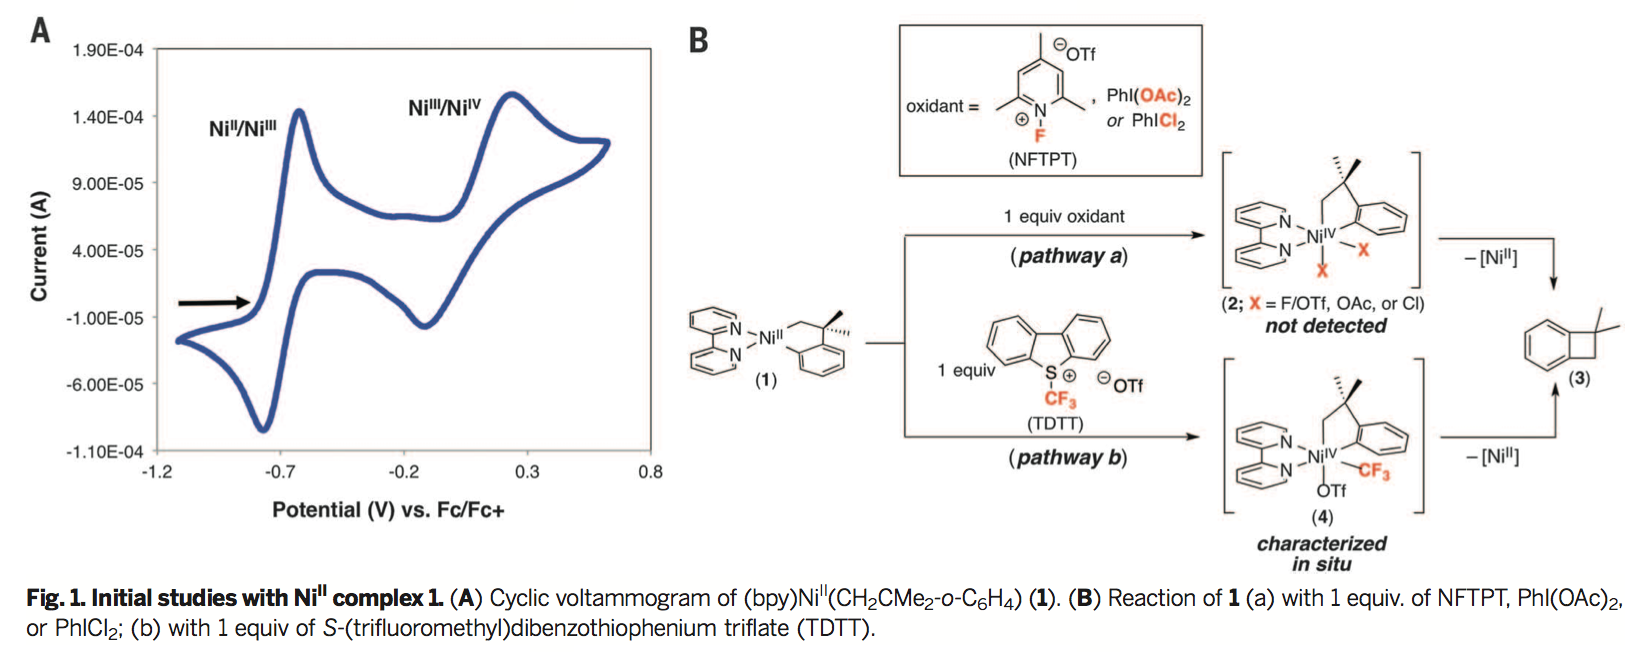 A
1.90E-04
1.40E-04
9.00E-05
4.00E-05
-1.00E-05
-6.00E-05
-1.10E-04
Current (A)
Ni^II/Ni^III
Ni^III/Ni^IV
-1.2
-0.7
-0.2
0.3
0.8
Potential (V) vs. Fc/Fc+
B
oxidant =
⊖OTf
N
⊕
F
(NFTPT)
, PhI(OAc)₂
or PhICl₂
1 equiv oxidant
(pathway a)
N
N
Ni^IV
X
X
(2; X = F/OTf, OAc, or Cl)
not detected
– [Ni^II]
N
N
Ni^II
(1)
1 equiv
S⊕
⊖OTf
CF₃
(TDTT)
(pathway b)
N
N
Ni^IV
CF₃
OTf
(4)
characterized
in situ
– [Ni^II]
(3)
Fig. 1. Initial studies with Ni^II complex 1. (A) Cyclic voltammogram of (bpy)Ni^II(CH₂CMe₂-o-C₆H₄) (1). (B) Reaction of 1 (a) with 1 equiv. of NFTPT, PhI(OAc)₂,
or PhICl₂; (b) with 1 equiv of S-(trifluoromethyl)dibenzothiophenium triflate (TDTT).